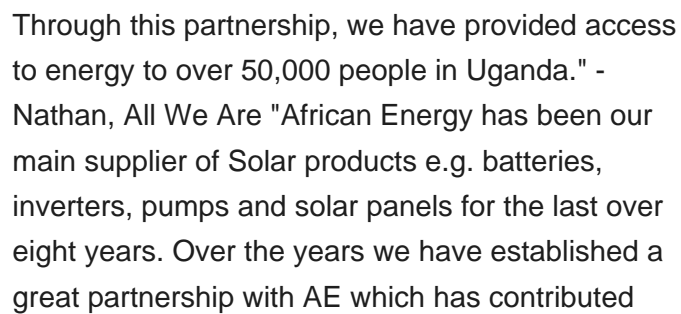 Through this partnership, we have provided access
to energy to over 50,000 people in Uganda." -
Nathan, All We Are "African Energy has been our
main supplier of Solar products e.g. batteries,
inverters, pumps and solar panels for the last over
eight years. Over the years we have established a
great partnership with AE which has contributed